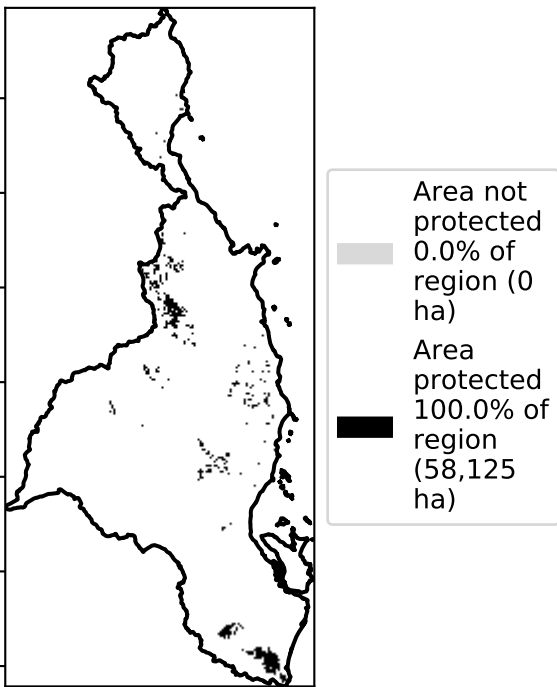 Area not
protected
0.0% of
region (0
ha)
Area
protected
100.0% of
region
(58,125
ha)